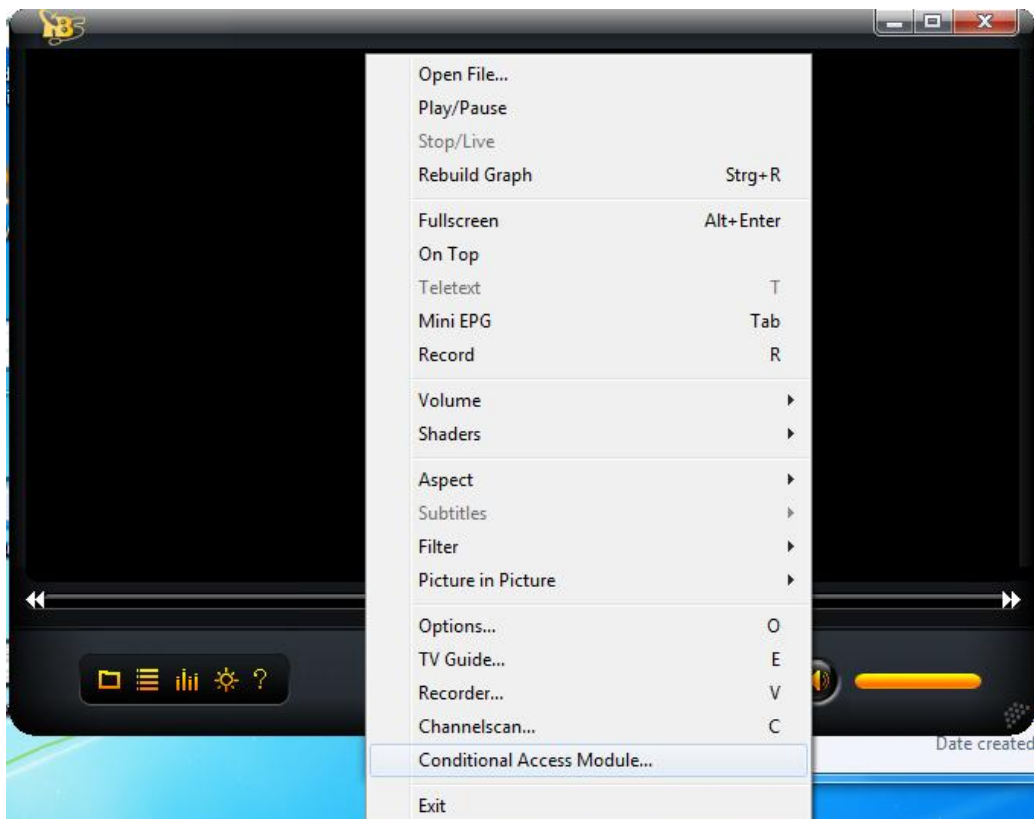 Open File...
Play/Pause
Stop/Live
Rebuild Graph Strg+R
Fullscreen Alt+Enter
On Top
Teletext T
Mini EPG Tab
Record R
Volume
Shaders
Aspect
Subtitles
Filter
Picture in Picture
Options... O
TV Guide... E
Recorder... V
Channelscan... C
Conditional Access Module...
Exit
Date created